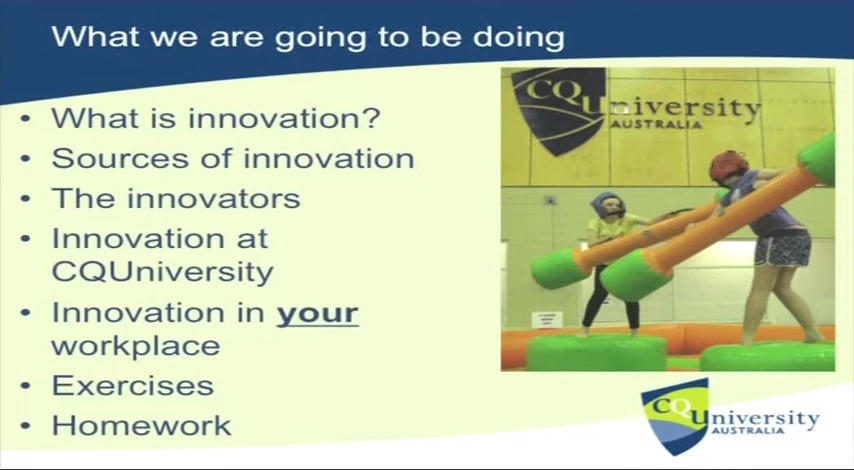 What we are going to be doing
• What is innovation?
• Sources of innovation
• The innovators
• Innovation at
CQUniversity
• Innovation in your
workplace
• Exercises
• Homework
CQUniversity
AUSTRALIA
CQUniversity
AUSTRALIA